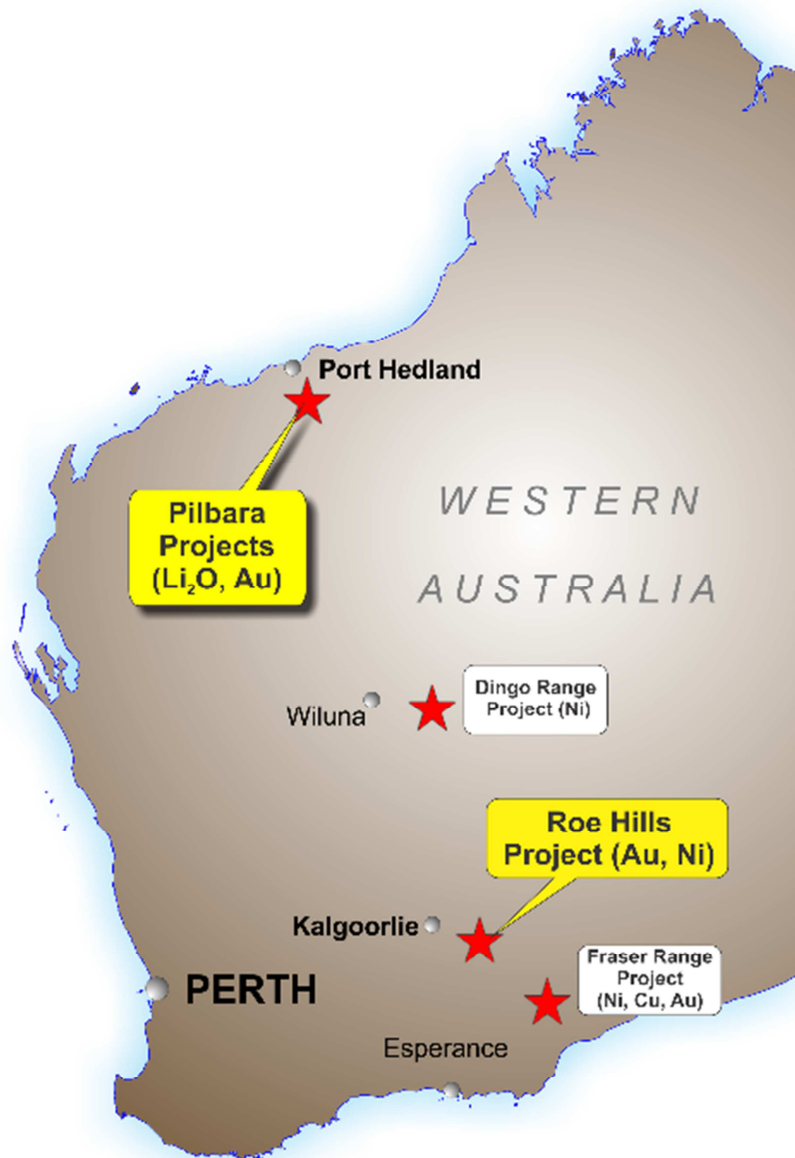 Port Hedland
Pilbara
Projects
(Li₂O, Au)
WESTERN
AUSTRALIA
Dingo Range
Project (Ni)
Wiluna
Roe Hills
Project (Au, Ni)
Kalgoorlie
Fraser Range
Project
(Ni, Cu, Au)
PERTH
Esperance